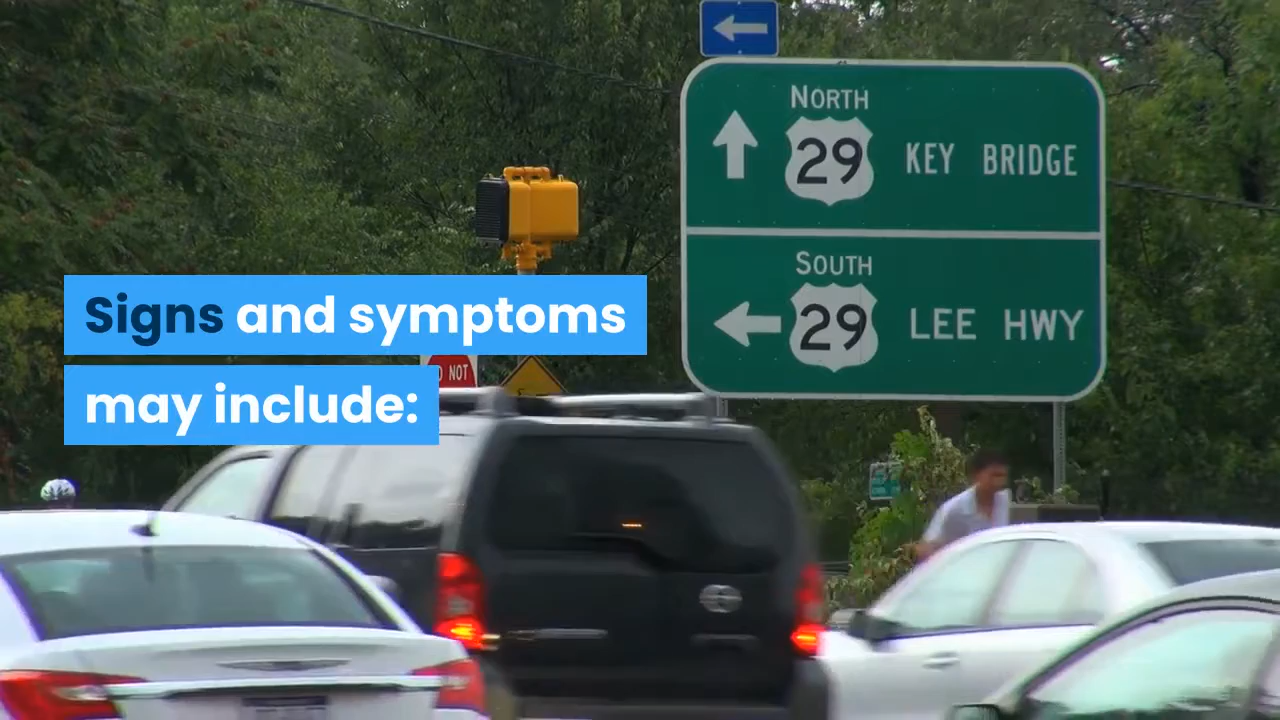 NORTH
29 KEY BRIDGE
SOUTH
29 LEE HWY
Signs and symptoms
may include:
NOT